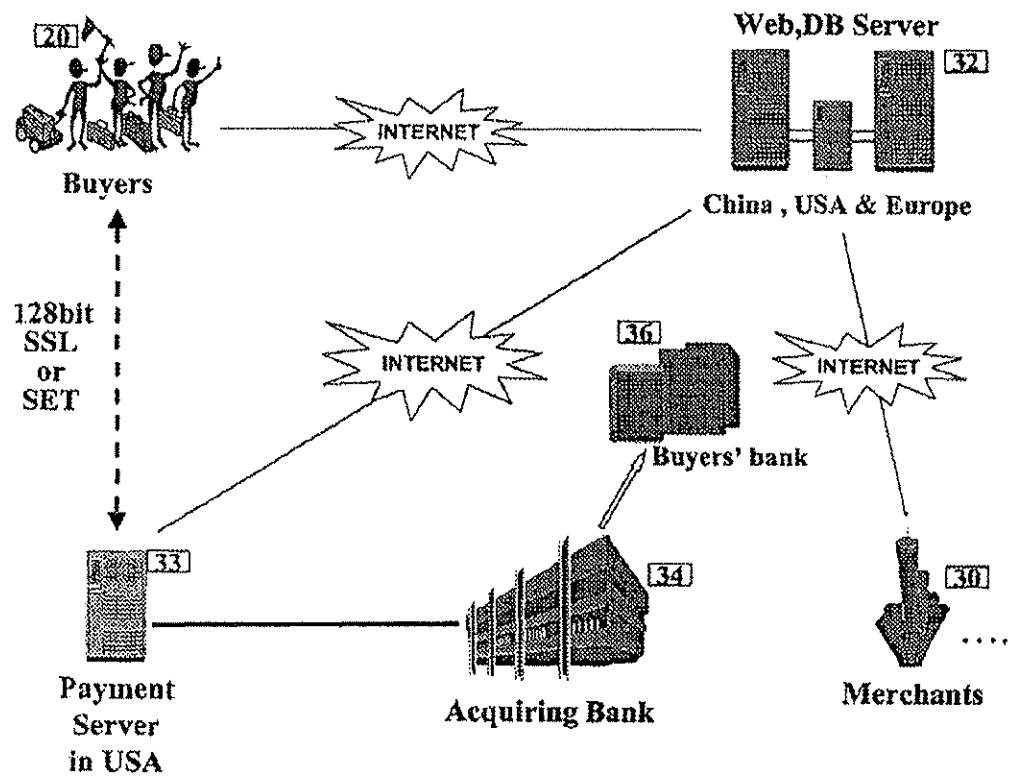 20
Buyers
INTERNET
Web,DB Server
32
China , USA & Europe
128bit
SSL
or
SET
INTERNET
36
Buyers' bank
INTERNET
33
Payment
Server
in USA
34
Acquiring Bank
30
Merchants
....